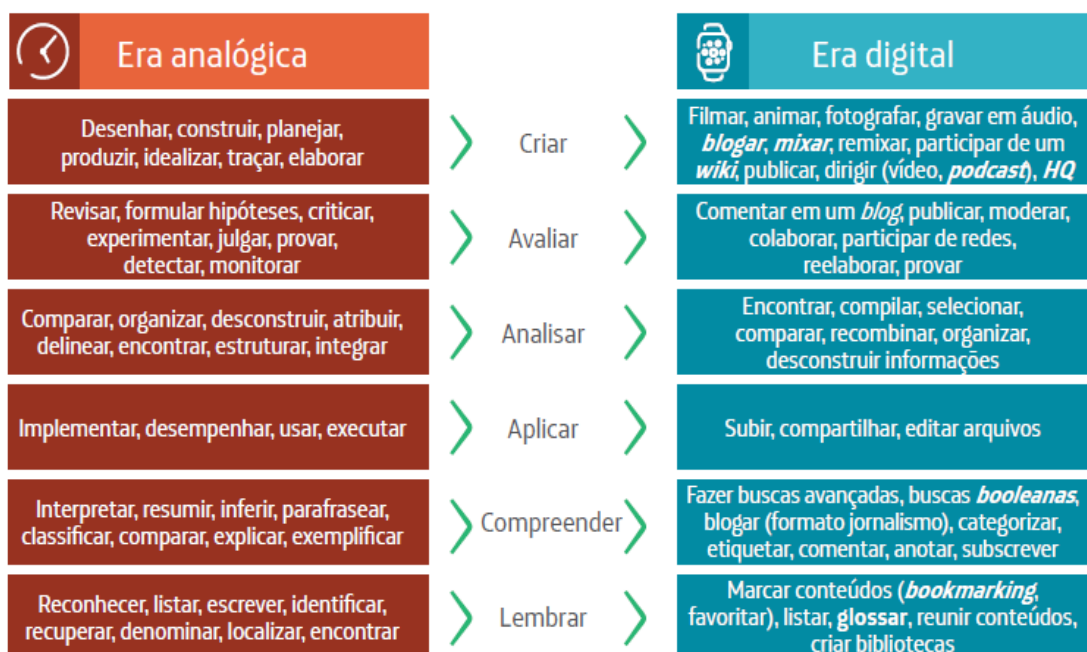 Era analógica
Era digital
Desenhar, construir, planejar,
produzir, idealizar, traçar, elaborar
Criar
Filmar, animar, fotografar, gravar em áudio,
blogar, mixar, remixar, participar de um
wiki, publicar, dirigir (vídeo, podcast), HQ
Revisar, formular hipóteses, criticar,
experimentar, julgar, provar,
detectar, monitorar
Avaliar
Comentar em um blog, publicar, moderar,
colaborar, participar de redes,
reelaborar, provar
Comparar, organizar, desconstruir, atribuir,
delinear, encontrar, estruturar, integrar
Analisar
Encontrar, compilar, selecionar,
comparar, recombinar, organizar,
desconstruir informações
Implementar, desempenhar, usar, executar
Aplicar
Subir, compartilhar, editar arquivos
Interpretar, resumir, inferir, parafrasear,
classificar, comparar, explicar, exemplificar
Compreender
Fazer buscas avançadas, buscas booleanas,
blogar (formato jornalismo), categorizar,
etiquetar, comentar, anotar, subscrever
Reconhecer, listar, escrever, identificar,
recuperar, denominar, localizar, encontrar
Lembrar
Marcar conteúdos (bookmarking,
favoritar), listar, glossar, reunir conteúdos,
criar bibliotecas